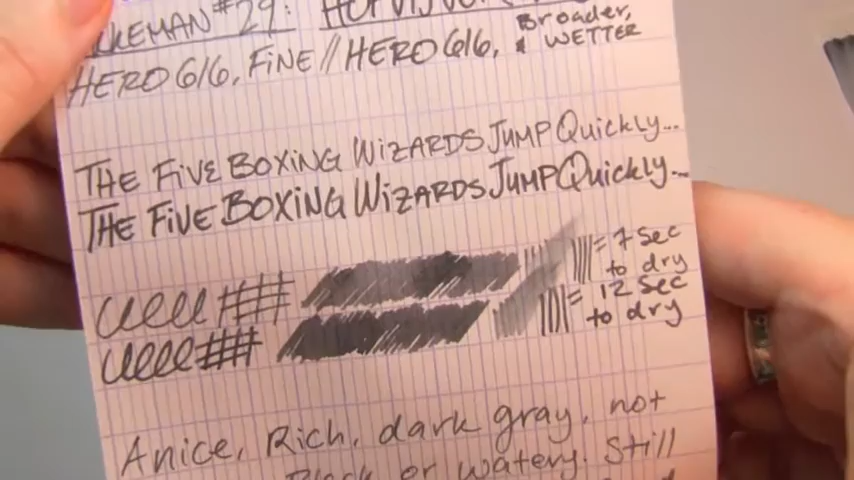 #29:
HERO 616, FiNE // HERO 616, Broader, & WETTER
THE FiVE BOXiNG WiZARDS JUMP Quickly...
THE FiVE BOXiNG WiZARDS JUMP Quickly...
= 7 Sec to dry
= 12 Sec to dry
A nice, Rich, dark gray, not
Black or watery. Still